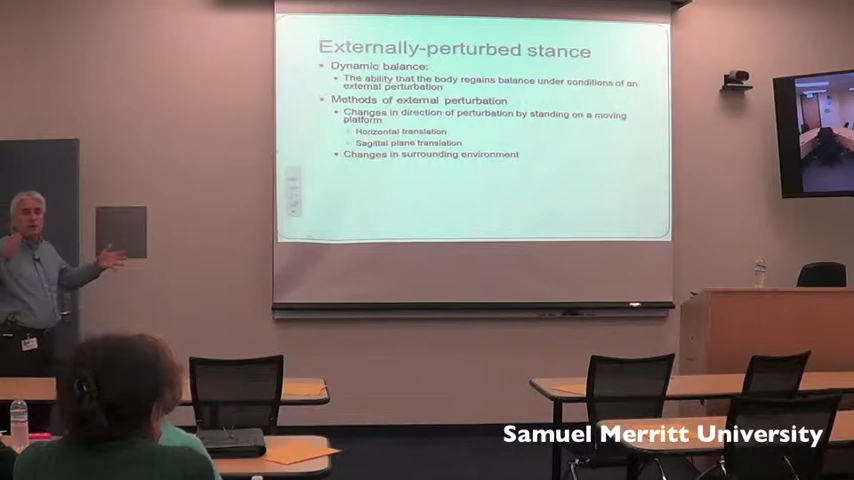 Externally-perturbed stance
Dynamic balance:
The ability that the body regains balance under conditions of an
external perturbation
Methods of external perturbation
Changes in direction of perturbation by standing on a moving
platform
Horizontal translation
Sagittal plane translation
Changes in surrounding environment
Samuel Merritt University